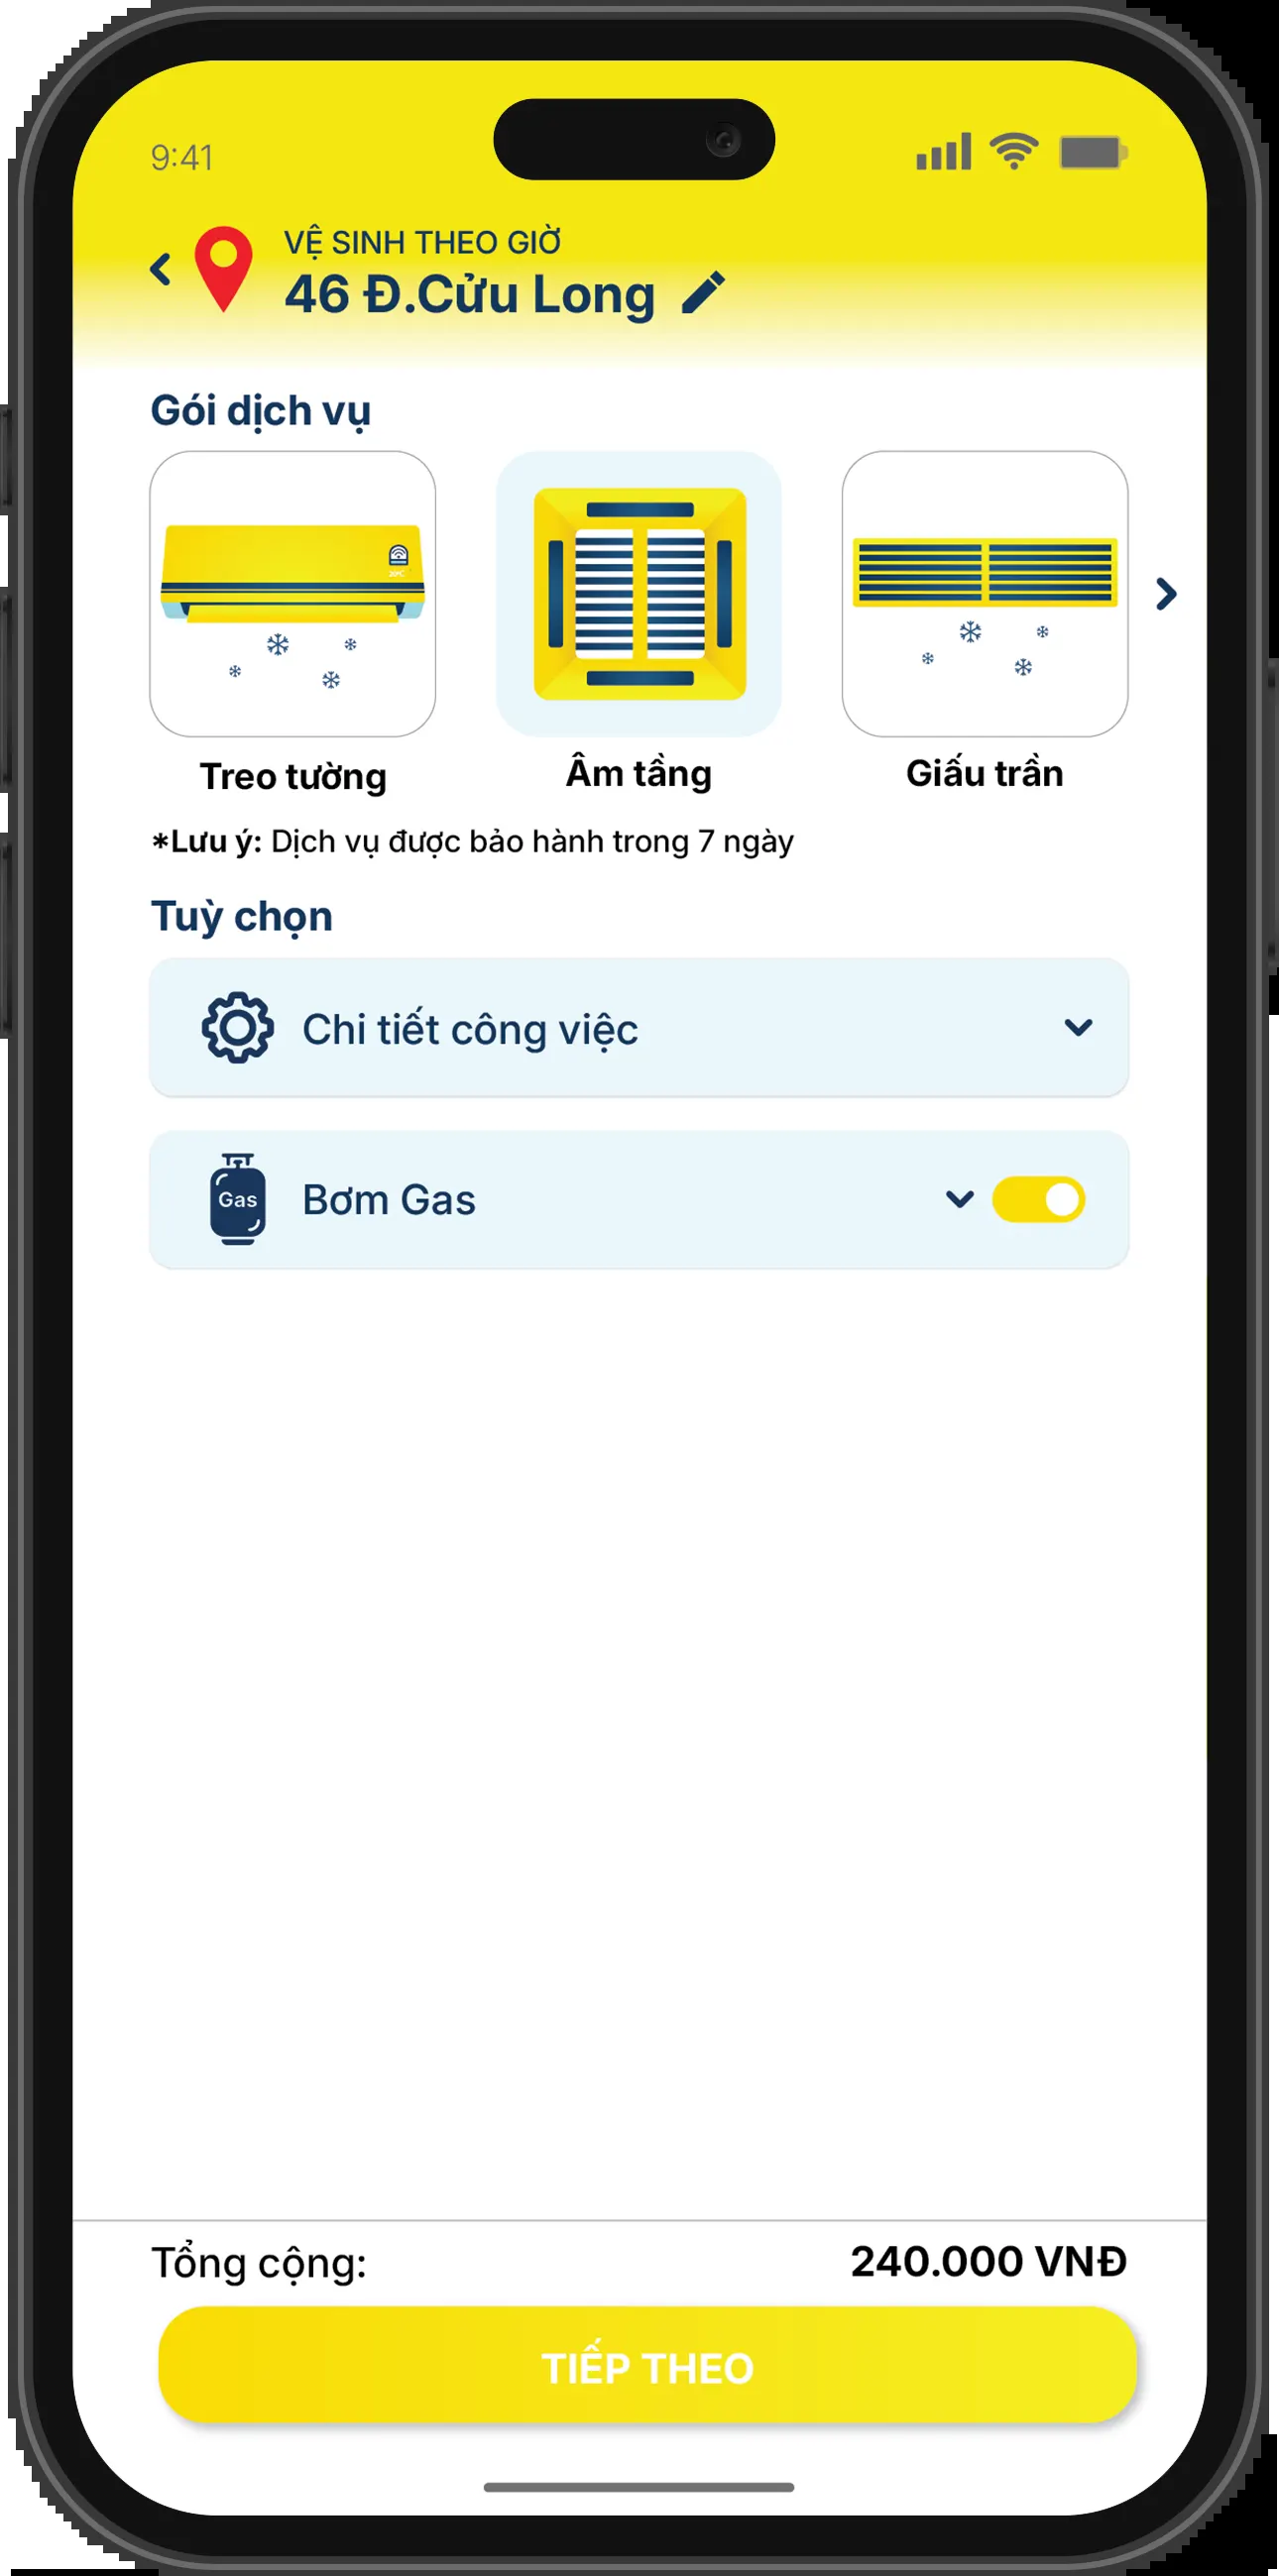 9:41
VỆ SINH THEO GIỜ
46 Đ.Cửu Long
Gói dịch vụ
Treo tường
Âm tầng
Giấu trần
*Lưu ý: Dịch vụ được bảo hành trong 7 ngày
Tuỳ chọn
Chi tiết công việc
Gas
Bơm Gas
Tổng cộng:
240.000 VNĐ
TIẾP THEO